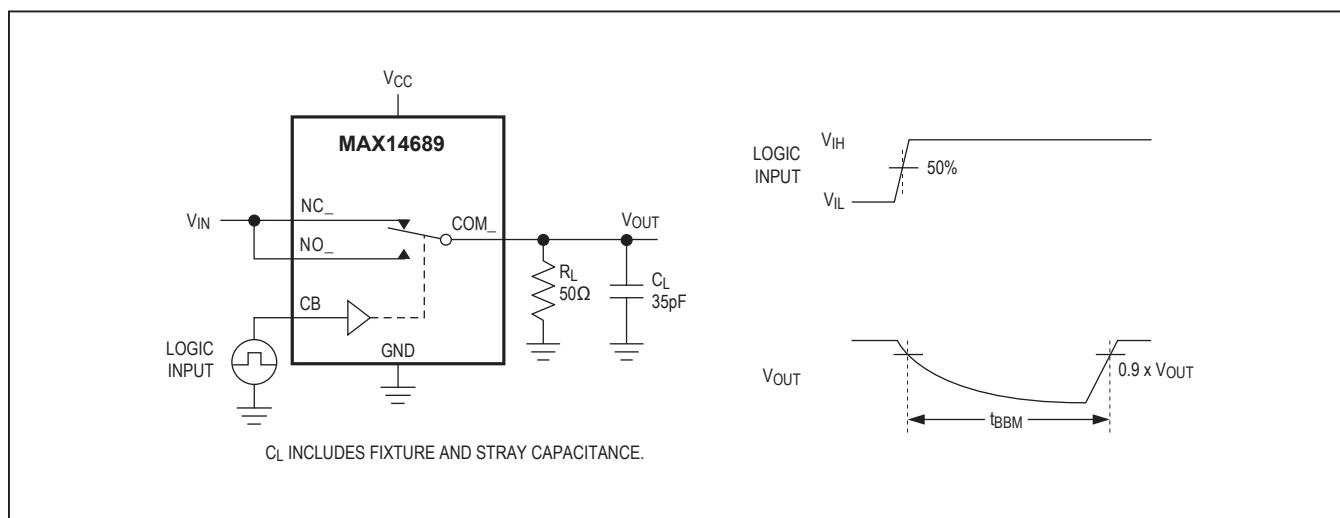 VCC
MAX14689
VIN
NC_
NO_
COM_
VOUT
RL
50Ω
CL
35pF
CB
LOGIC
INPUT
GND
CL INCLUDES FIXTURE AND STRAY CAPACITANCE.
LOGIC
INPUT
VIH
50%
VIL
VOUT
0.9 x VOUT
tBBM